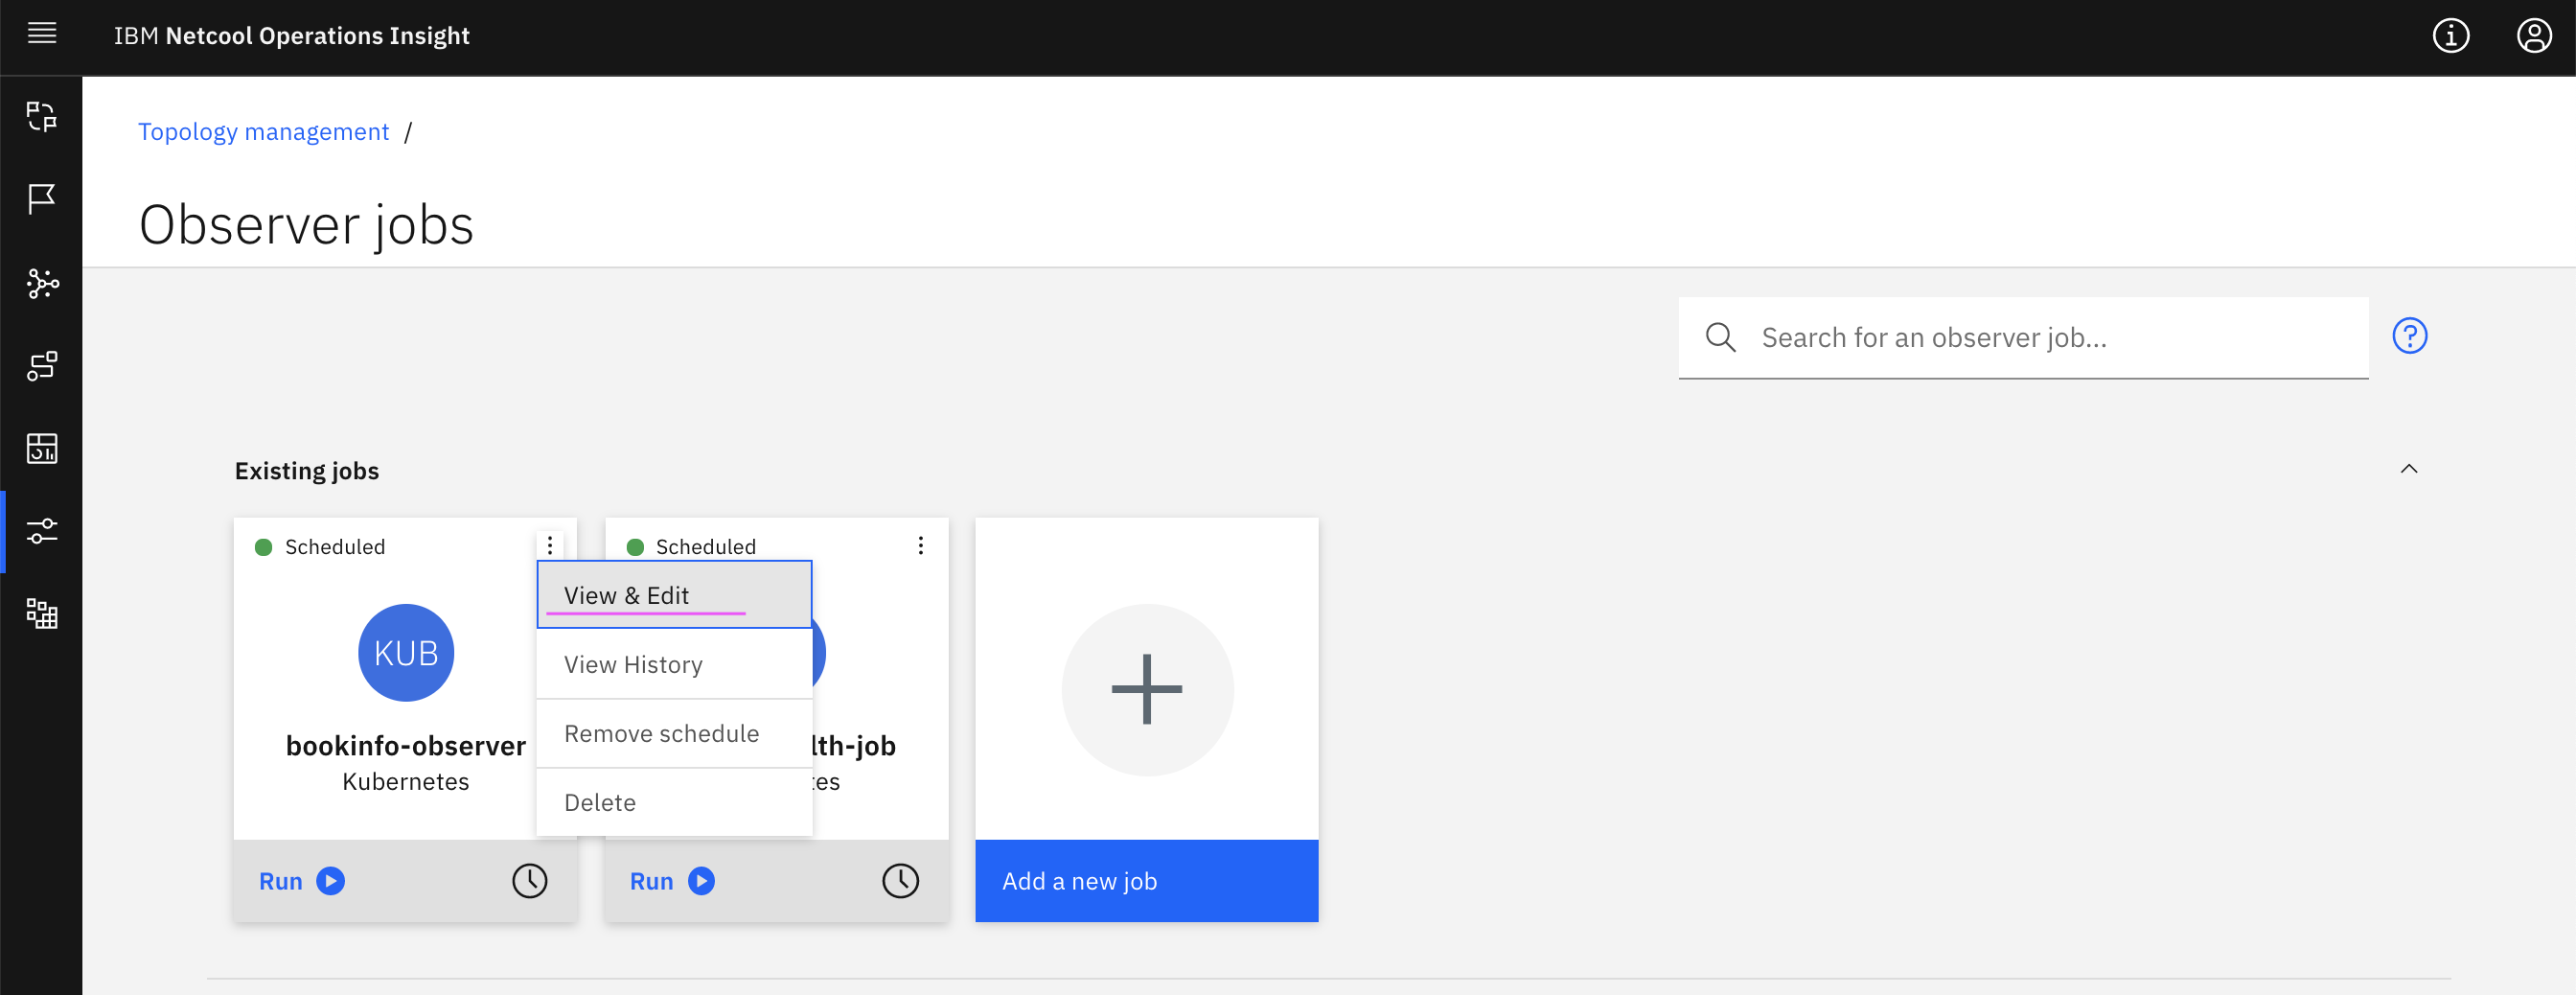 IBM Netcool Operations Insight
Topology management /
Observer jobs
Search for an observer job...
Existing jobs
Scheduled
Scheduled
View & Edit
KUB
View History
Remove schedule
bookinfo-observer
lth-job
Kubernetes
tes
Delete
Run
Run
Add a new job